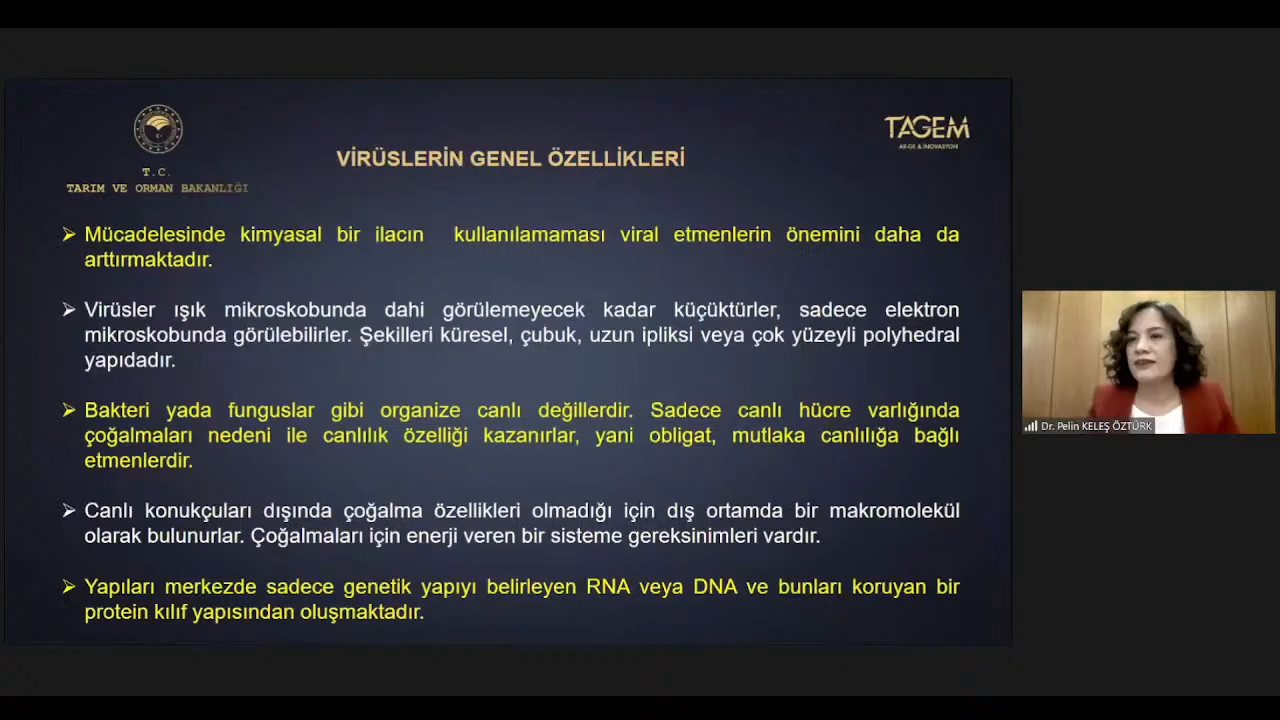 TAGEM
AR-GE & İNOVASYON
T.C.
TARIM VE ORMAN BAKANLIĞI
VİRÜSLERİN GENEL ÖZELLİKLERİ
➢ Mücadelesinde kimyasal bir ilacın kullanılamaması viral etmenlerin önemini daha da
arttırmaktadır.
➢ Virüsler ışık mikroskobunda dahi görülemeyecek kadar küçüktürler, sadece elektron
mikroskobunda görülebilirler. Şekilleri küresel, çubuk, uzun ipliksi veya çok yüzeyli polyhedral
yapıdadır.
➢ Bakteri yada funguslar gibi organize canlı değillerdir. Sadece canlı hücre varlığında
çoğalmaları nedeni ile canlılık özelliği kazanırlar, yani obligat, mutlaka canlılığa bağlı
etmenlerdir.
➢ Canlı konukçuları dışında çoğalma özellikleri olmadığı için dış ortamda bir makromolekül
olarak bulunurlar. Çoğalmaları için enerji veren bir sisteme gereksinimleri vardır.
➢ Yapıları merkezde sadece genetik yapıyı belirleyen RNA veya DNA ve bunları koruyan bir
protein kılıf yapısından oluşmaktadır.
Dr. Pelin KELEŞ ÖZTÜRK